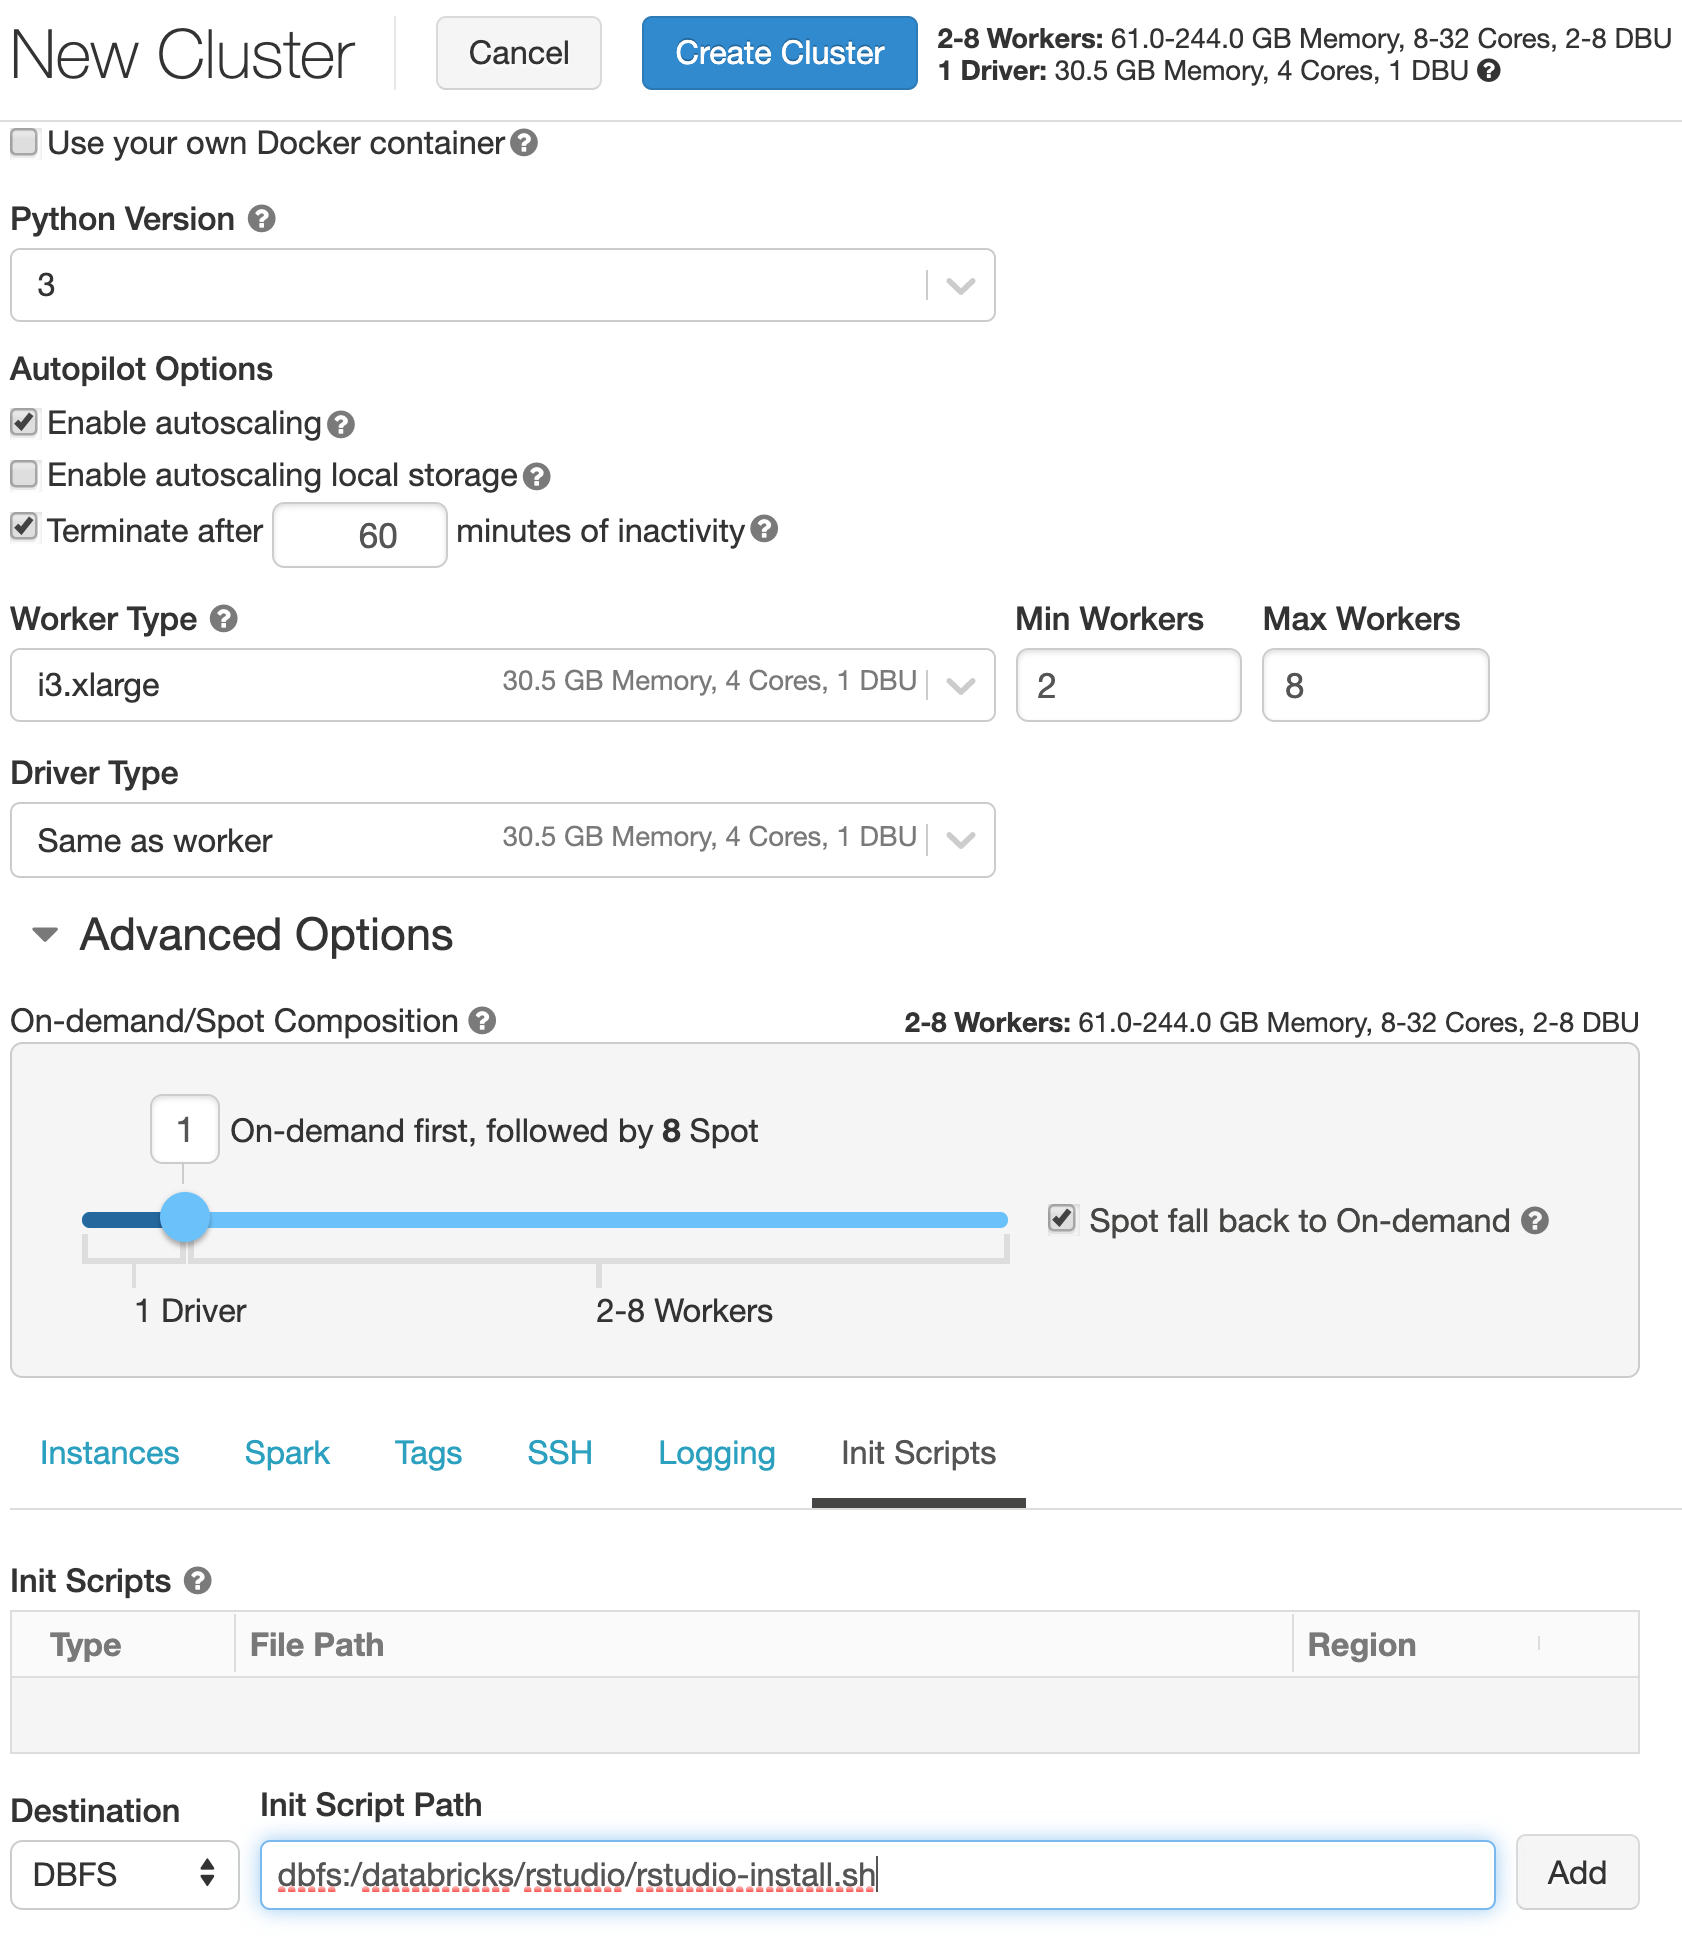 New Cluster
Cancel
Create Cluster
2-8 Workers: 61.0-244.0 GB Memory, 8-32 Cores, 2-8 DBU
1 Driver: 30.5 GB Memory, 4 Cores, 1 DBU ?
Use your own Docker container ?
Python Version ?
3
Autopilot Options
Enable autoscaling ?
Enable autoscaling local storage ?
Terminate after 60 minutes of inactivity ?
Worker Type ?
Min Workers
Max Workers
i3.xlarge
30.5 GB Memory, 4 Cores, 1 DBU
2
8
Driver Type
Same as worker
30.5 GB Memory, 4 Cores, 1 DBU
Advanced Options
On-demand/Spot Composition ?
2-8 Workers: 61.0-244.0 GB Memory, 8-32 Cores, 2-8 DBU
1 On-demand first, followed by 8 Spot
Spot fall back to On-demand ?
1 Driver
2-8 Workers
Instances
Spark
Tags
SSH
Logging
Init Scripts
Init Scripts ?
Type
File Path
Region
Destination
Init Script Path
DBFS
dbfs:/databricks/rstudio/rstudio-install.sh
Add